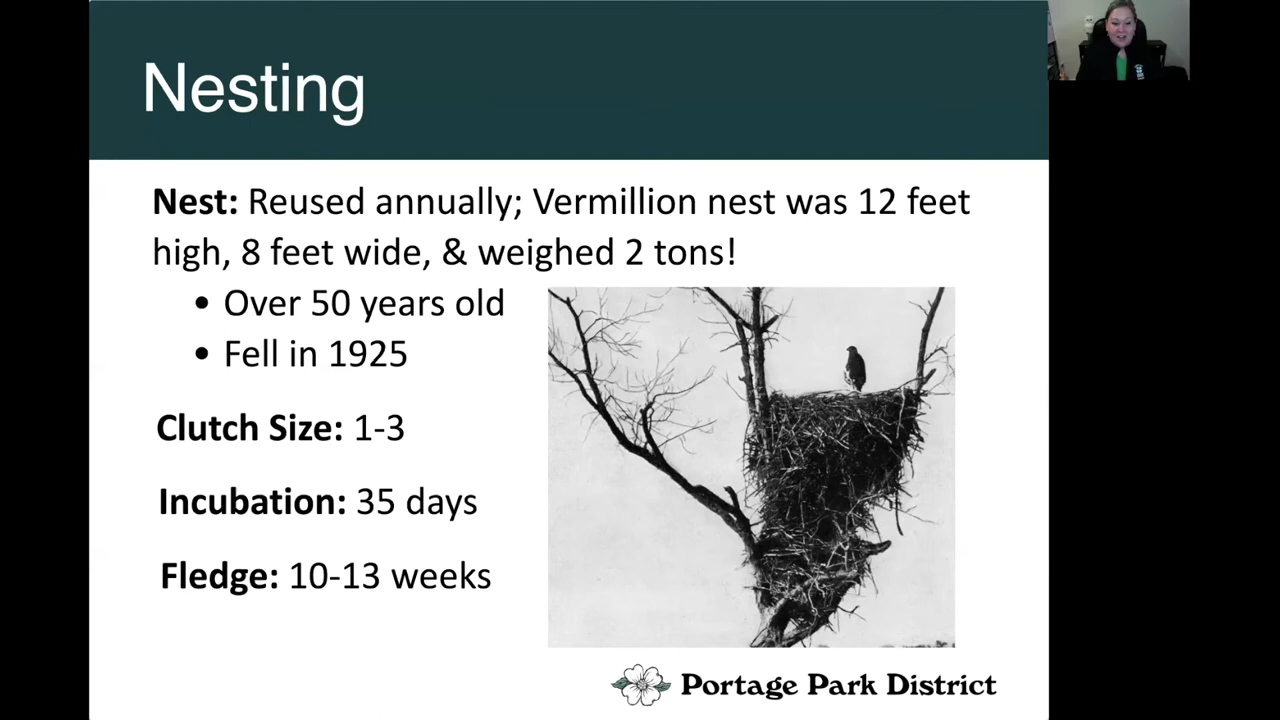 Nesting
Nest: Reused annually; Vermillion nest was 12 feet
high, 8 feet wide, & weighed 2 tons!
• Over 50 years old
• Fell in 1925
Clutch Size: 1-3
Incubation: 35 days
Fledge: 10-13 weeks
Portage Park District